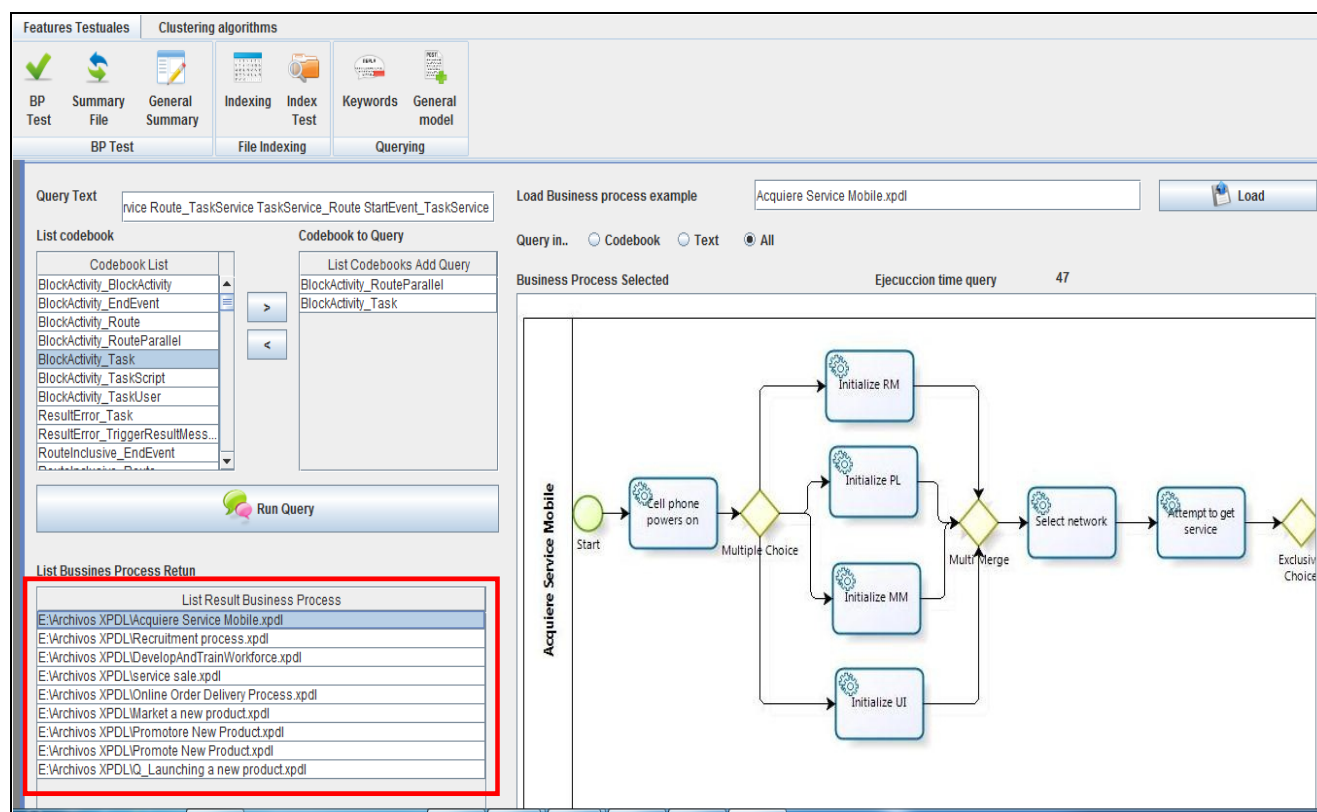 Features Testuales Clustering algorithms
BP Test Summary File General Summary Indexing Index Test Keywords General model
BP Test File Indexing Querying
Query Text rvice Route_TaskService TaskService_Route StartEvent_TaskService
List codebook Codebook to Query
Codebook List
BlockActivity_BlockActivity
BlockActivity_EndEvent
BlockActivity_Route
BlockActivity_RouteParallel
BlockActivity_Task
BlockActivity_TaskScript
BlockActivity_TaskUser
ResultError_Task
ResultError_TriggerResultMess...
RouteInclusive_EndEvent
List Codebooks Add Query
BlockActivity_RouteParallel
BlockActivity_Task
>
<
Run Query
List Bussines Process Retun
List Result Business Process
E:\Archivos XPDL\Acquiere Service Mobile.xpdl
E:\Archivos XPDL\Recruitment process.xpdl
E:\Archivos XPDL\DevelopAndTrainWorkforce.xpdl
E:\Archivos XPDL\service sale.xpdl
E:\Archivos XPDL\Online Order Delivery Process.xpdl
E:\Archivos XPDL\Market a new product.xpdl
E:\Archivos XPDL\Promotore New Product.xpdl
E:\Archivos XPDL\Promote New Product.xpdl
E:\Archivos XPDL\Q_Launching a new product.xpdl
Load Business process example Acquiere Service Mobile.xpdl Load
Query in.. Codebook Text All
Business Process Selected Ejecuccion time query 47
Acquiere Service Mobile
Start
Cell phone
powers on
Multiple Choice
Initialize RM
Initialize PL
Initialize MM
Initialize UI
Multi Merge
Select network
Attempt to get
service
Exclusiv
Choice